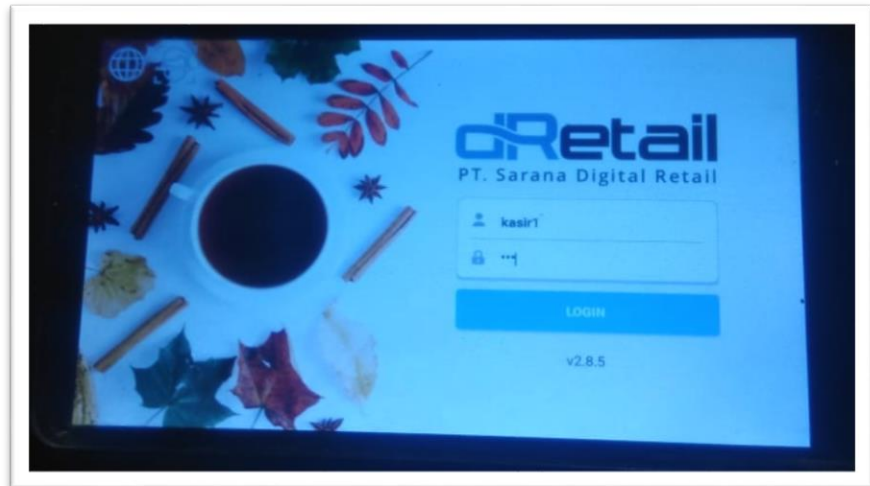 dRetail
PT. Sarana Digital Retail
kasir1
***
LOGIN
v2.8.5